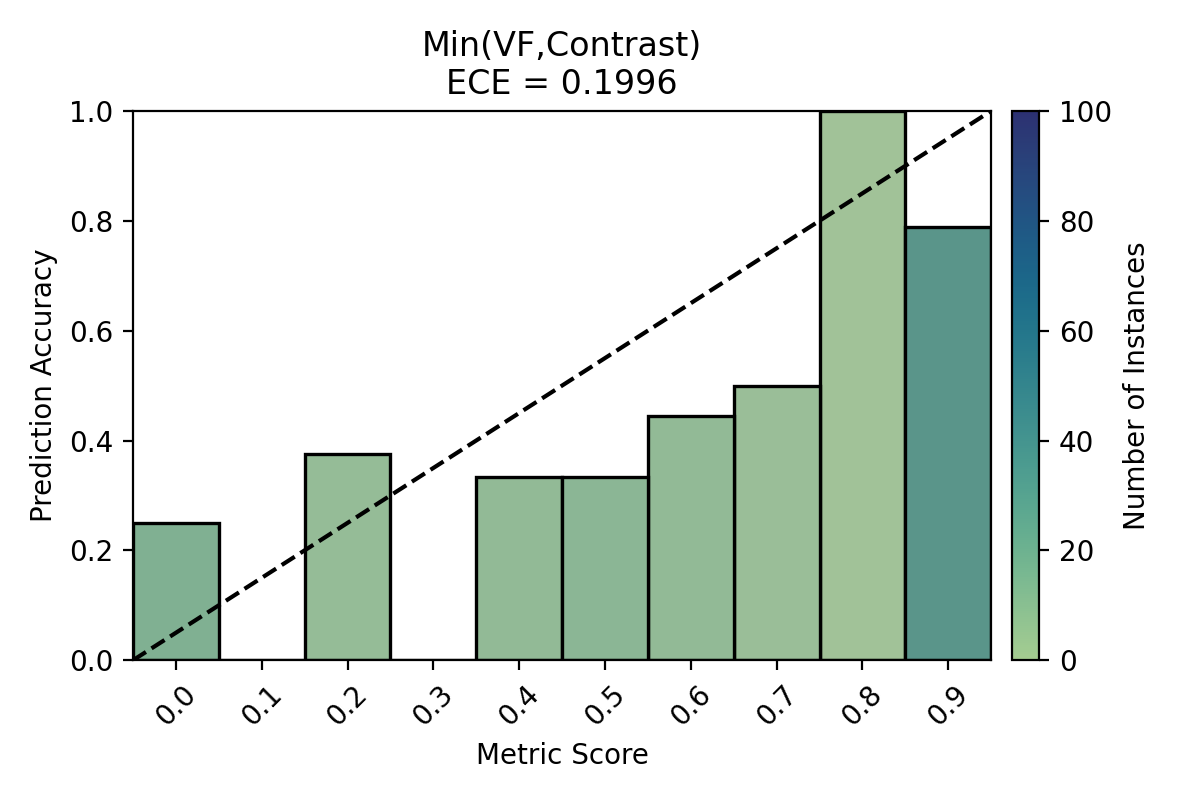 Min(VF,Contrast)
ECE = 0.1996
1.0
0.8
0.6
0.4
0.2
0.0
Prediction Accuracy
0.0 0.1 0.2 0.3 0.4 0.5 0.6 0.7 0.8 0.9
Metric Score
100
80
60
40
20
0
Number of Instances